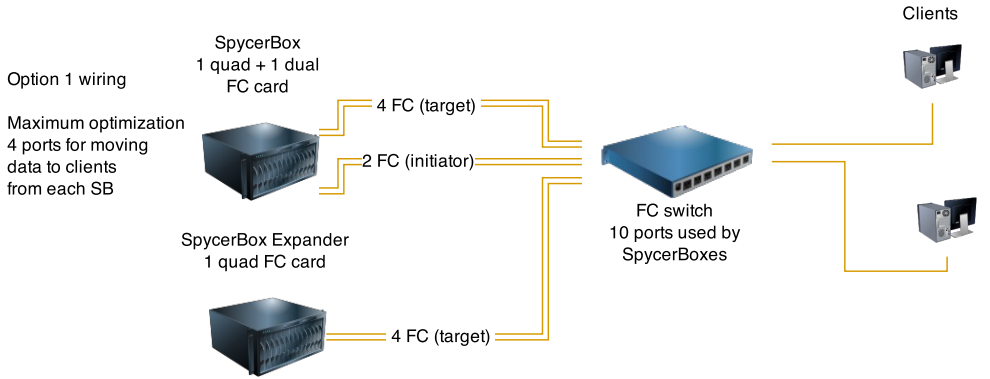 Clients
SpycerBox
1 quad + 1 dual
FC card
Option 1 wiring
Maximum optimization
4 ports for moving
data to clients
from each SB
4 FC (target)
2 FC (initiator)
FC switch
10 ports used by
SpycerBoxes
SpycerBox Expander
1 quad FC card
4 FC (target)